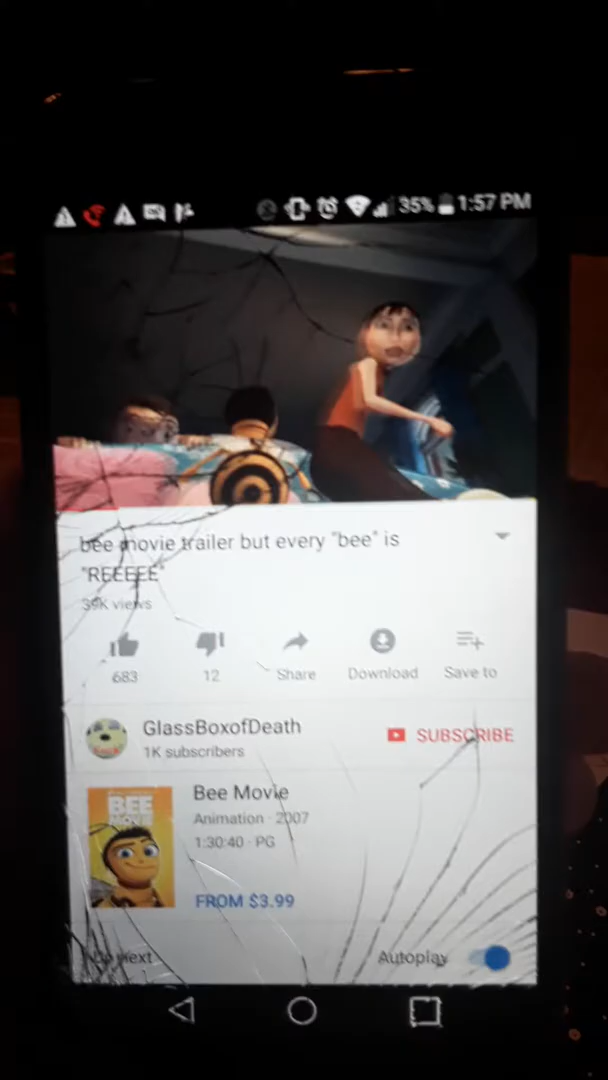 35% 1:57 PM
bee movie trailer but every "bee" is
"REEEEE"
39K views
683 12 Share Download Save to
GlassBoxofDeath
1K subscribers
SUBSCRIBE
BEE
MOVIE
Bee Movie
Animation · 2007
1:30:40 · PG
FROM $3.99
Up next
Autoplay